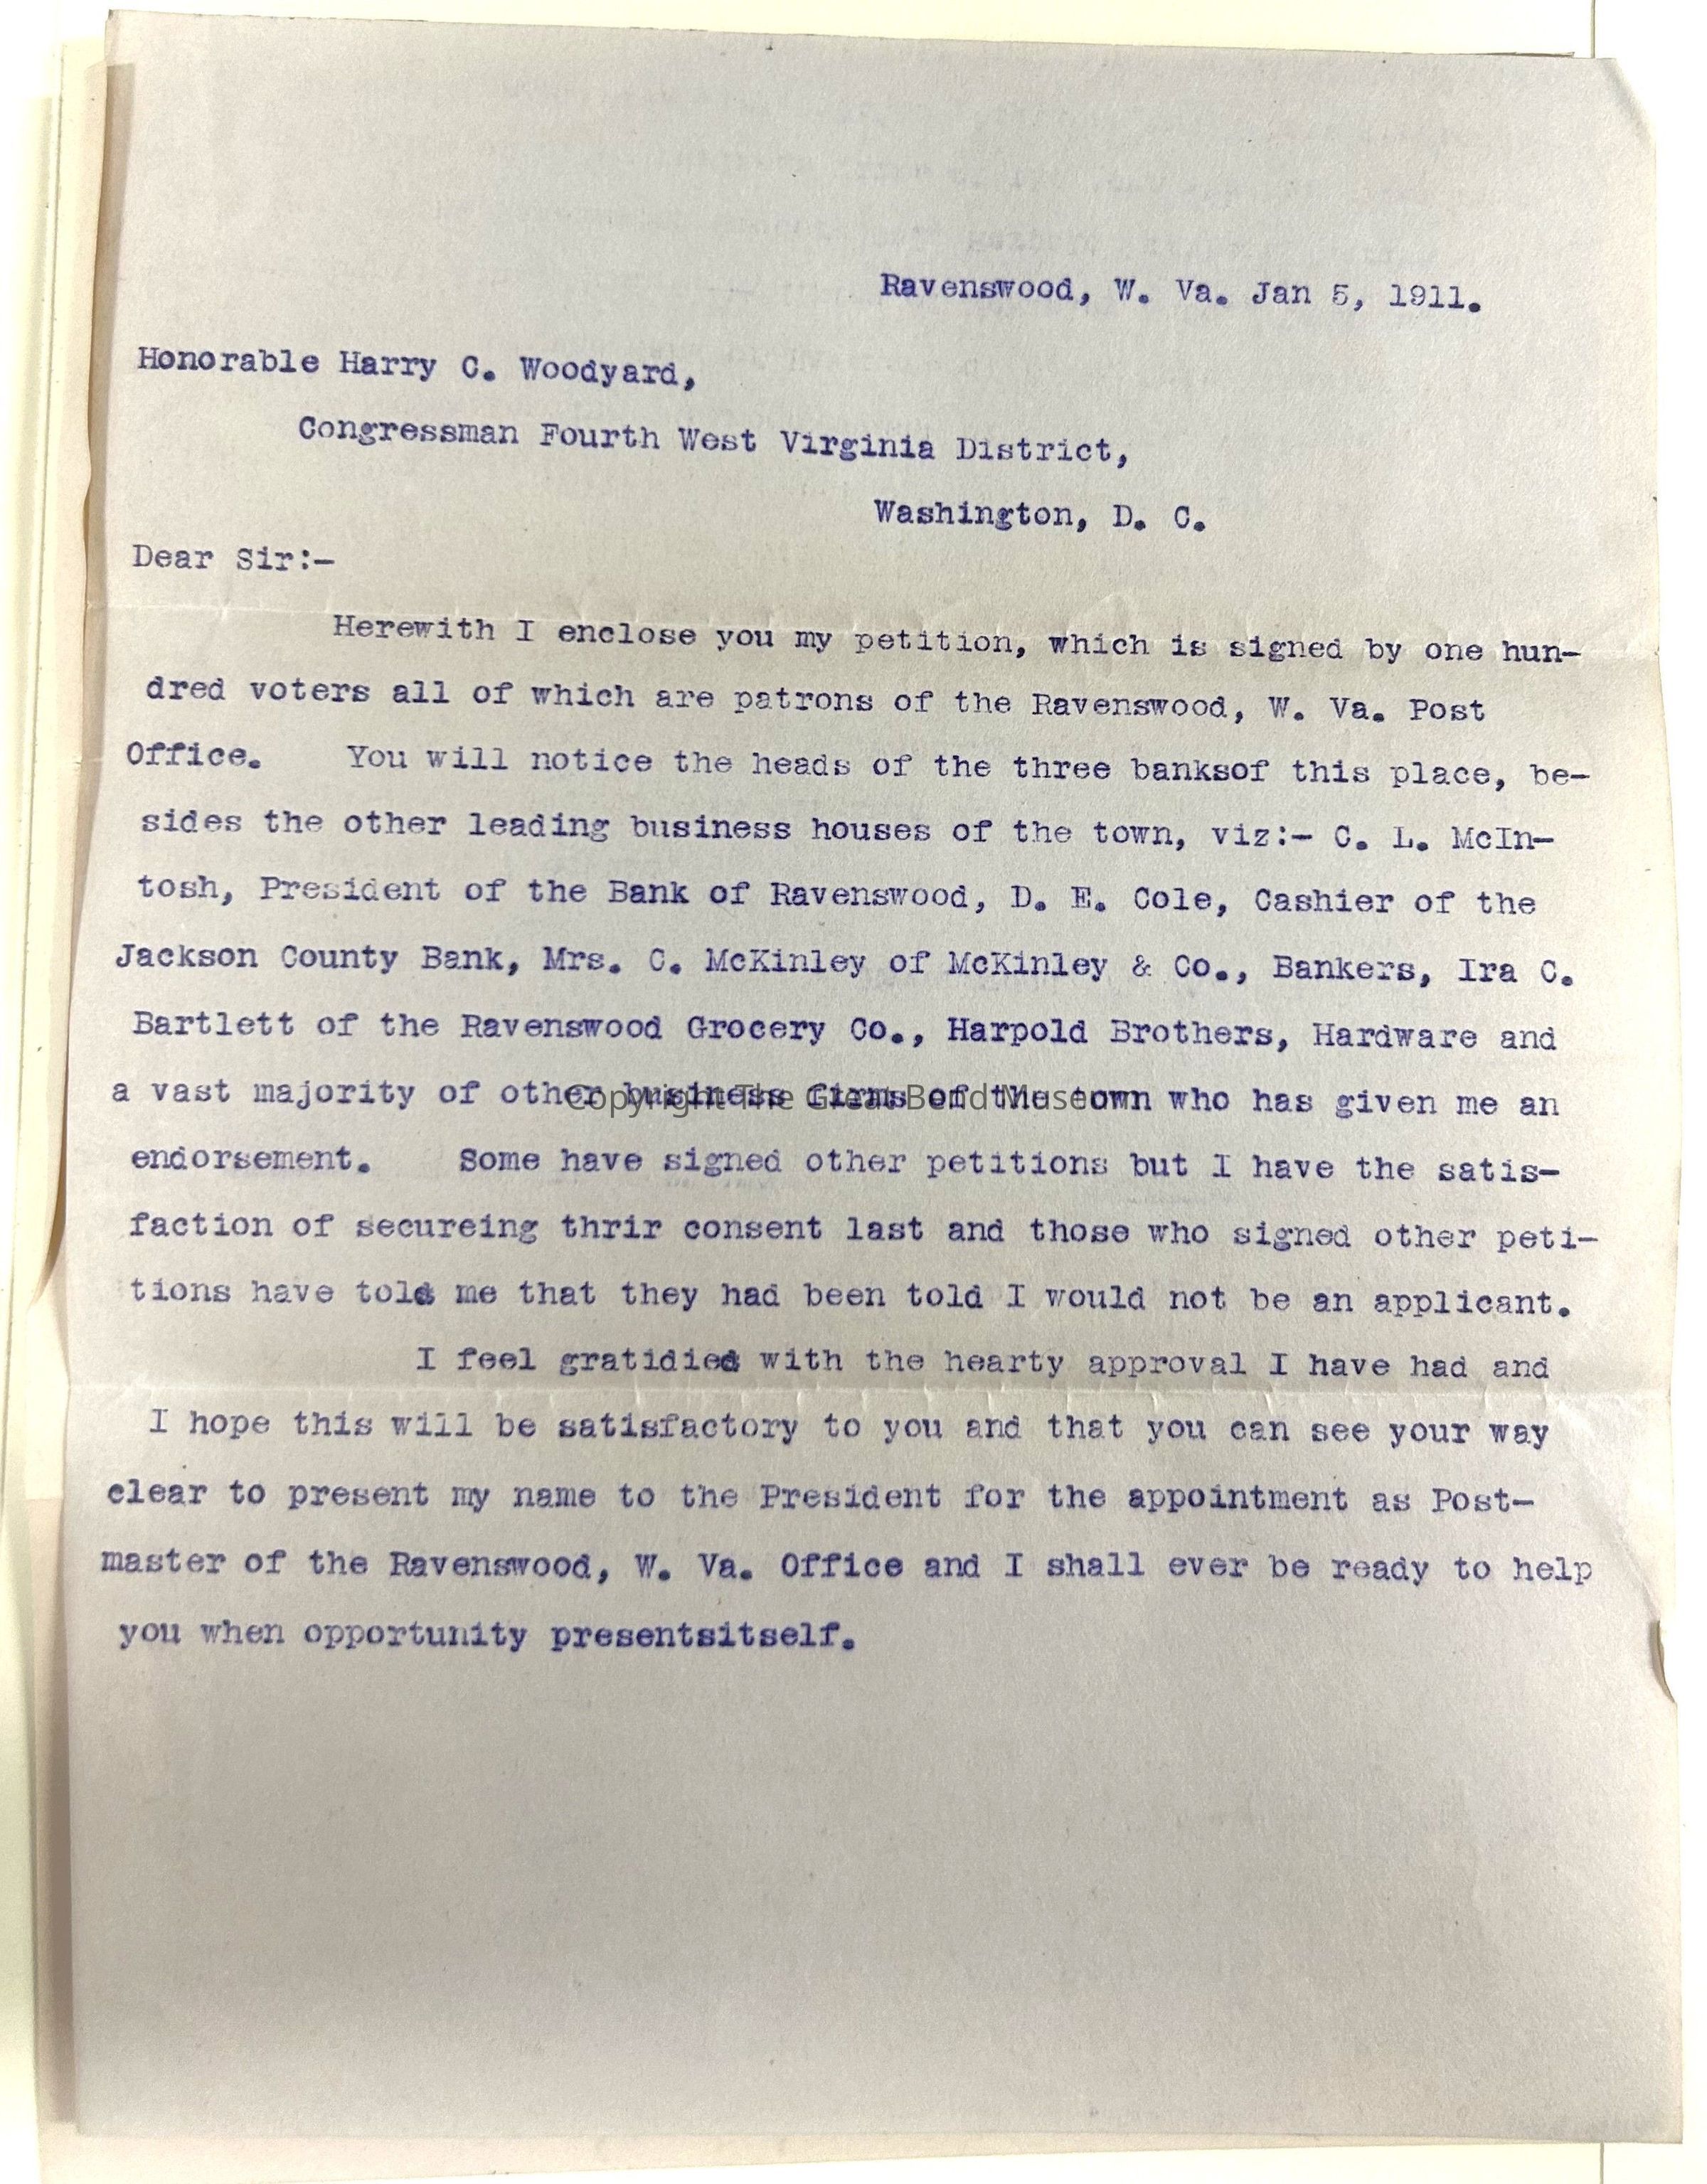 Ravenswood, W. Va. Jan 5, 1911.
Honorable Harry C. Woodyard,
Congressman Fourth West Virginia District,
Washington, D. C.
Dear Sir:-
Herewith I enclose you my petition, which is signed by one hun-
dred voters all of which are patrons of the Ravenswood, W. Va. Post
Office. You will notice the heads of the three banksof this place, be-
sides the other leading business houses of the town, viz:- C. L. McIn-
tosh, President of the Bank of Ravenswood, D. E. Cole, Cashier of the
Jackson County Bank, Mrs. C. McKinley of McKinley & Co., Bankers, Ira C.
Bartlett of the Ravenswood Grocery Co., Harpold Brothers, Hardware and
a vast majority of other business firms of the town who has given me an
Copyright The Great Bend Museum
endorsement. Some have signed other petitions but I have the satis-
faction of secureing thrir consent last and those who signed other peti-
tions have told me that they had been told I would not be an applicant.
I feel gratidied with the hearty approval I have had and
I hope this will be satisfactory to you and that you can see your way
clear to present my name to the President for the appointment as Post-
master of the Ravenswood, W. Va. Office and I shall ever be ready to help
you when opportunity presentsitself.